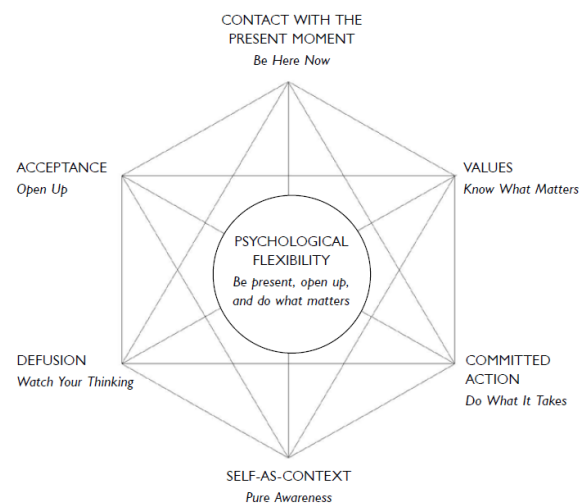 CONTACT WITH THE
PRESENT MOMENT
Be Here Now
ACCEPTANCE
Open Up
VALUES
Know What Matters
PSYCHOLOGICAL
FLEXIBILITY
Be present, open up,
and do what matters
DEFUSION
Watch Your Thinking
COMMITTED
ACTION
Do What It Takes
SELF-AS-CONTEXT
Pure Awareness